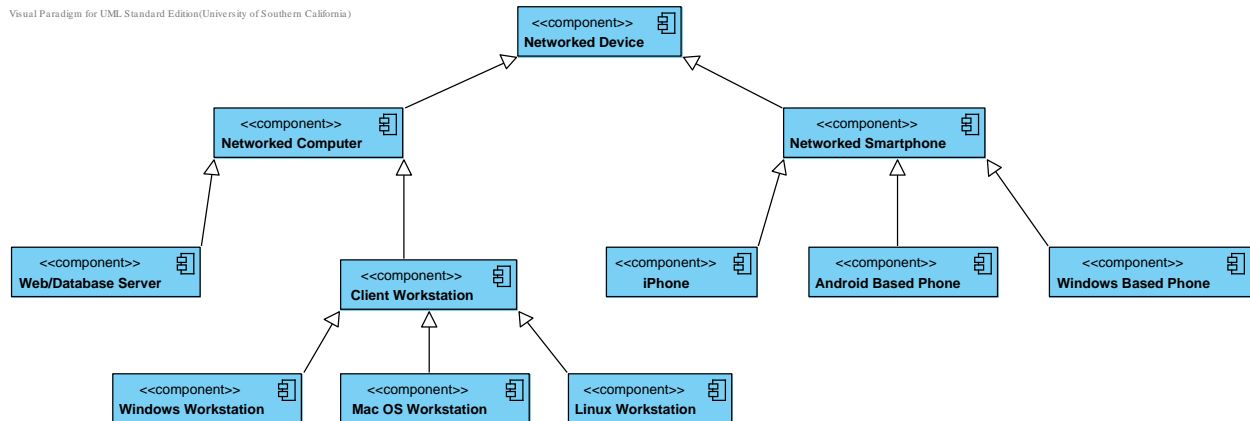 Visual Paradigm for UML Standard Edition(University of Southern California)
<<component>>
Networked Device
<<component>>
Networked Computer
<<component>>
Networked Smartphone
<<component>>
Web/Database Server
<<component>>
Client Workstation
<<component>>
iPhone
<<component>>
Android Based Phone
<<component>>
Windows Based Phone
<<component>>
Windows Workstation
<<component>>
Mac OS Workstation
<<component>>
Linux Workstation